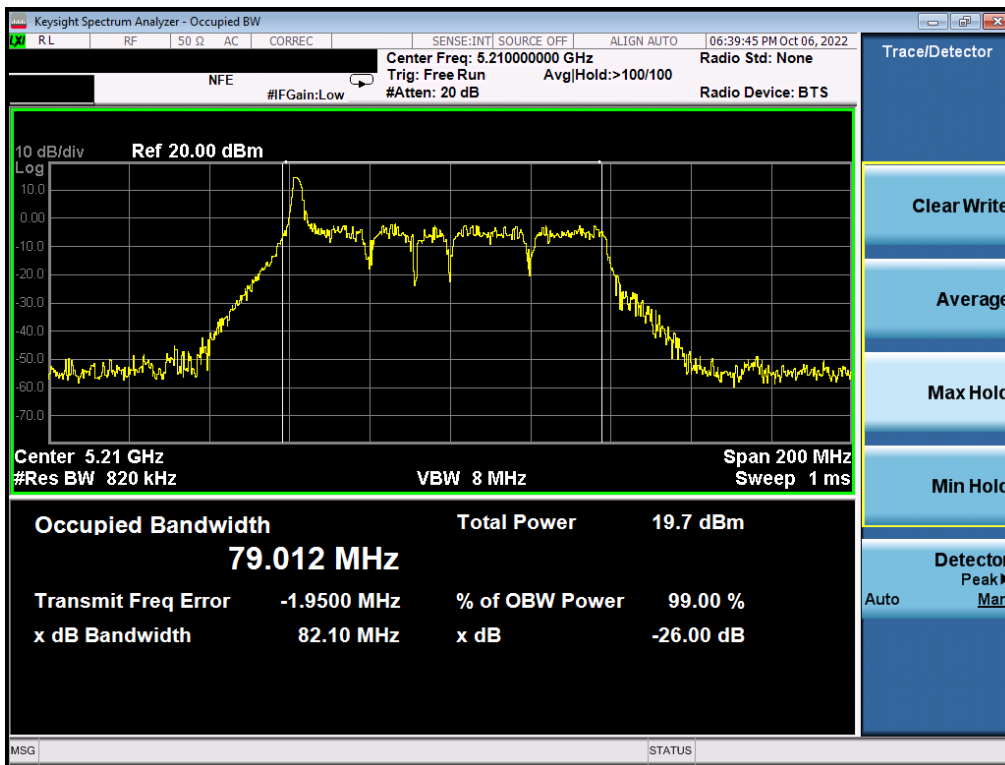 Keysight Spectrum Analyzer - Occupied BW
LXI RL RF 50 Ω AC CORREC SENSE:INT SOURCE OFF ALIGN AUTO 06:39:45 PM Oct 06, 2022
Center Freq: 5.210000000 GHz Radio Std: None
NFE Trig: Free Run Avg|Hold:>100/100
#IFGain:Low #Atten: 20 dB Radio Device: BTS
Trace/Detector
10 dB/div Ref 20.00 dBm
Log
10.0
0.00
-10.0
-20.0
-30.0
-40.0
-50.0
-60.0
-70.0
Center 5.21 GHz Span 200 MHz
#Res BW 820 kHz VBW 8 MHz Sweep 1 ms
Occupied Bandwidth Total Power 19.7 dBm
79.012 MHz
Transmit Freq Error -1.9500 MHz % of OBW Power 99.00 %
x dB Bandwidth 82.10 MHz x dB -26.00 dB
Clear Write
Average
Max Hold
Min Hold
Detector
Peak
Auto Man
MSG STATUS